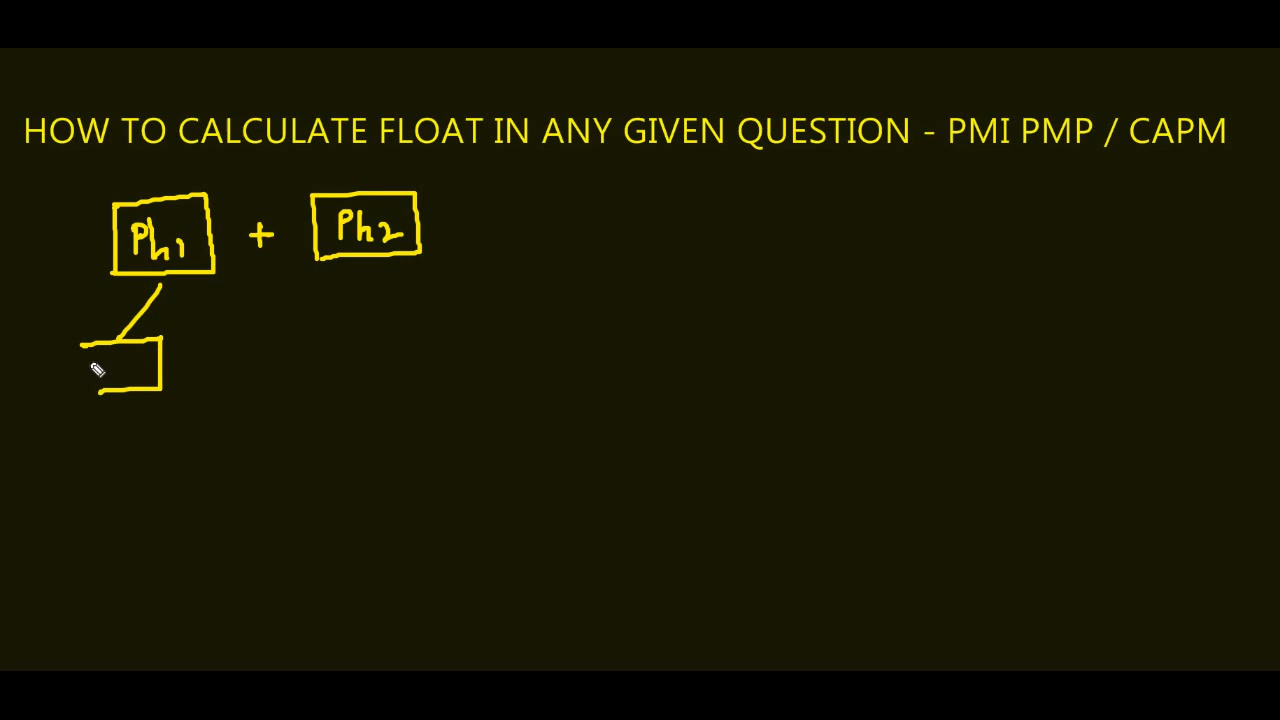 HOW TO CALCULATE FLOAT IN ANY GIVEN QUESTION - PMI PMP / CAPM
Ph1 + Ph2